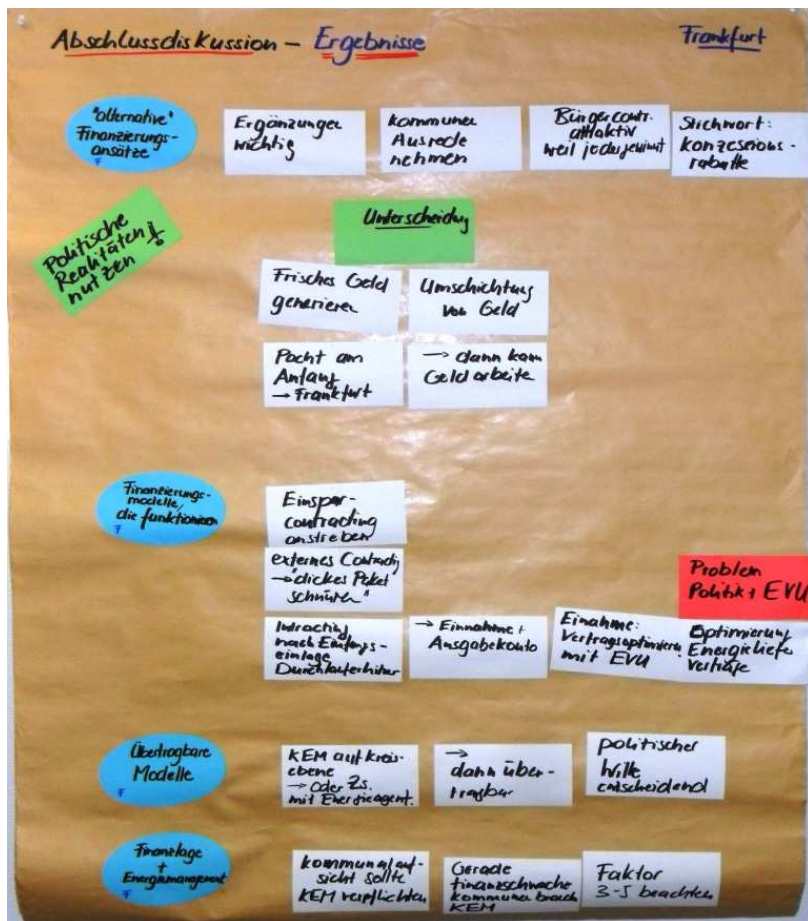 Abschlussdiskussion – Ergebnisse
Frankfurt
"alternative"
Finanzierungs-
ansätze
F
Ergänzungen
wichtig
Kommunen
Ausrede
nehmen
Bürgercontr.
attraktiv
weil jeder gewinnt
Stichwort:
Konzessions-
rabatte
Politische
Realitäten !
nutzen
Unterscheidung
Frisches Geld
generieren
Umschichtung
von Geld
Pacht am
Anfang
→ Frankfurt
→ dann kann
Geld arbeiten
Finanzierungs-
modelle,
die funktionieren
F
Einspar-
contracting
anstreben
externes Contracting
→ "dickes Paket
schnüren"
Problem
Politik + EVU
Intracting
nach Einfangs-
einlage
Durchlauferhitzer
→ Einnahme +
Ausgabekonto
Einnahme:
Vertragsoptimierung
mit EVU
Optimierung
Energieliefer
verträge
Übertragbare
Modelle
F
KEM auf Kreis-
ebene
→ oder Zs.
mit Energieagent.
→
dann über-
tragbar
politischer
Wille
entscheidend
Finanzlage
+
Energiemanagement
F
Kommunalauf-
sicht sollte
KEM verpflichten
Gerade
finanzschwache
Kommunen brauch
KEM
Faktor
3-5 beachten